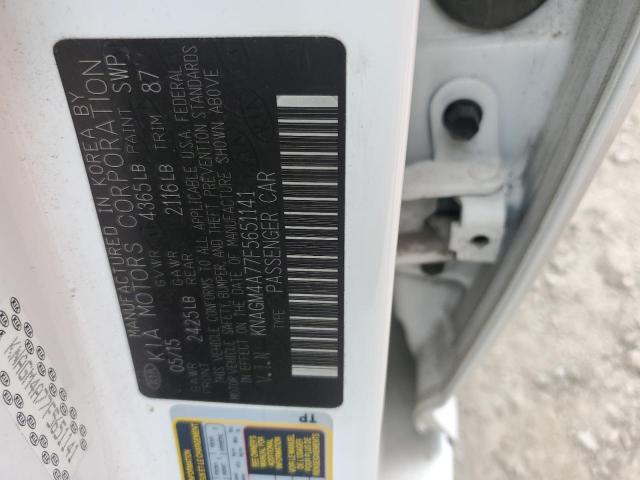 MANUFACTURED IN KOREA BY
KIA MOTORS CORPORATION
05/15 GVWR 4365LB PAINT SWP
GAWR FRONT 2425LB GAWR REAR 2116LB TRIM 87
THIS VEHICLE CONFORMS TO ALL APPLICABLE U.S.A. FEDERAL
MOTOR VEHICLE SAFETY, BUMPER, AND THEFT PREVENTION STANDARDS
IN EFFECT ON THE DATE OF MANUFACTURE SHOWN ABOVE
V.I.N KNAGM4A77F5651141
TYPE PASSENGER CAR
KNAGM4A77F5651141
TP